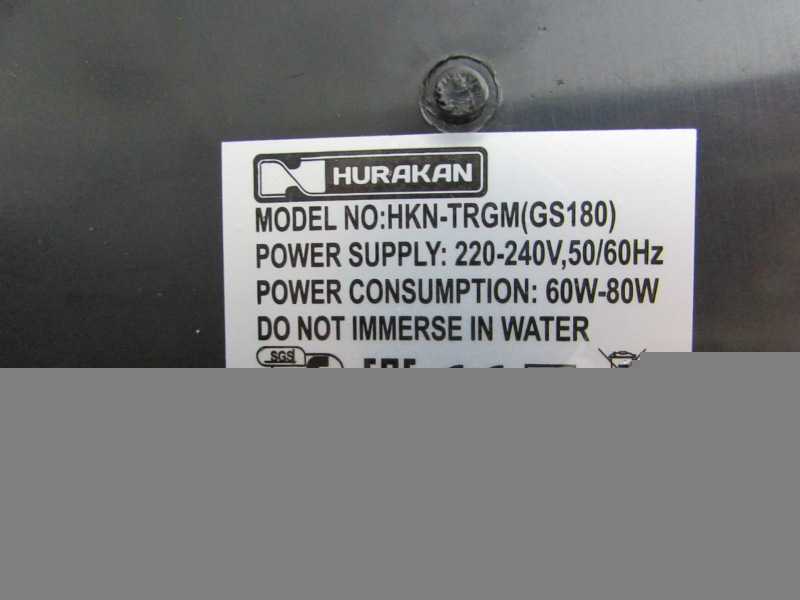 HURAKAN
MODEL NO:HKN-TRGM(GS180)
POWER SUPPLY: 220-240V,50/60Hz
POWER CONSUMPTION: 60W-80W
DO NOT IMMERSE IN WATER
SGS